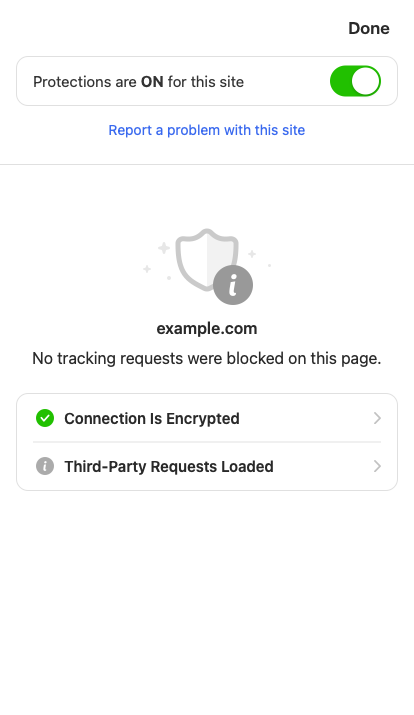 Done
Protections are ON for this site
Report a problem with this site
example.com
No tracking requests were blocked on this page.
Connection Is Encrypted
Third-Party Requests Loaded